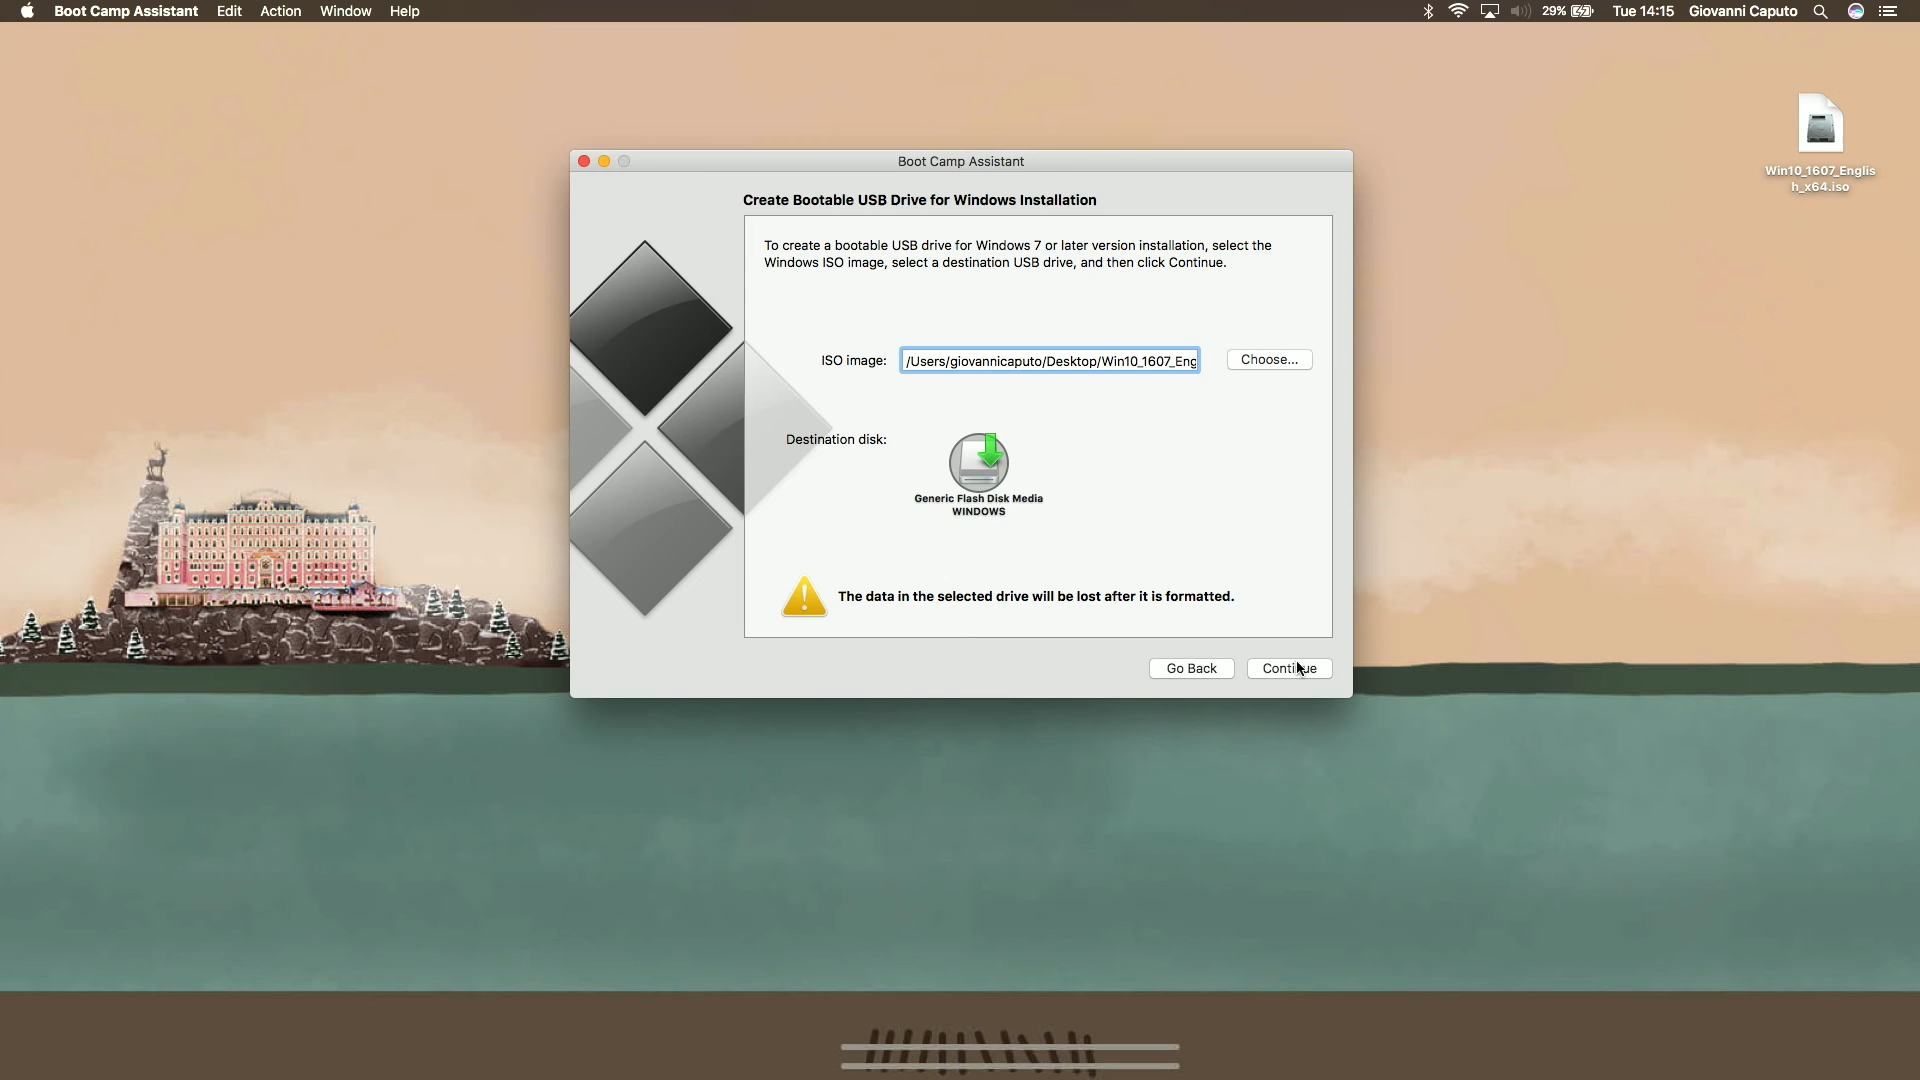 Boot Camp Assistant Edit Action Window Help
29% Tue 14:15 Giovanni Caputo
Win10_1607_Englis
h_x64.iso
Boot Camp Assistant
Create Bootable USB Drive for Windows Installation
To create a bootable USB drive for Windows 7 or later version installation, select the
Windows ISO image, select a destination USB drive, and then click Continue.
ISO image: /Users/giovannicaputo/Desktop/Win10_1607_Eng Choose...
Destination disk:
Generic Flash Disk Media
WINDOWS
The data in the selected drive will be lost after it is formatted.
Go Back Continue